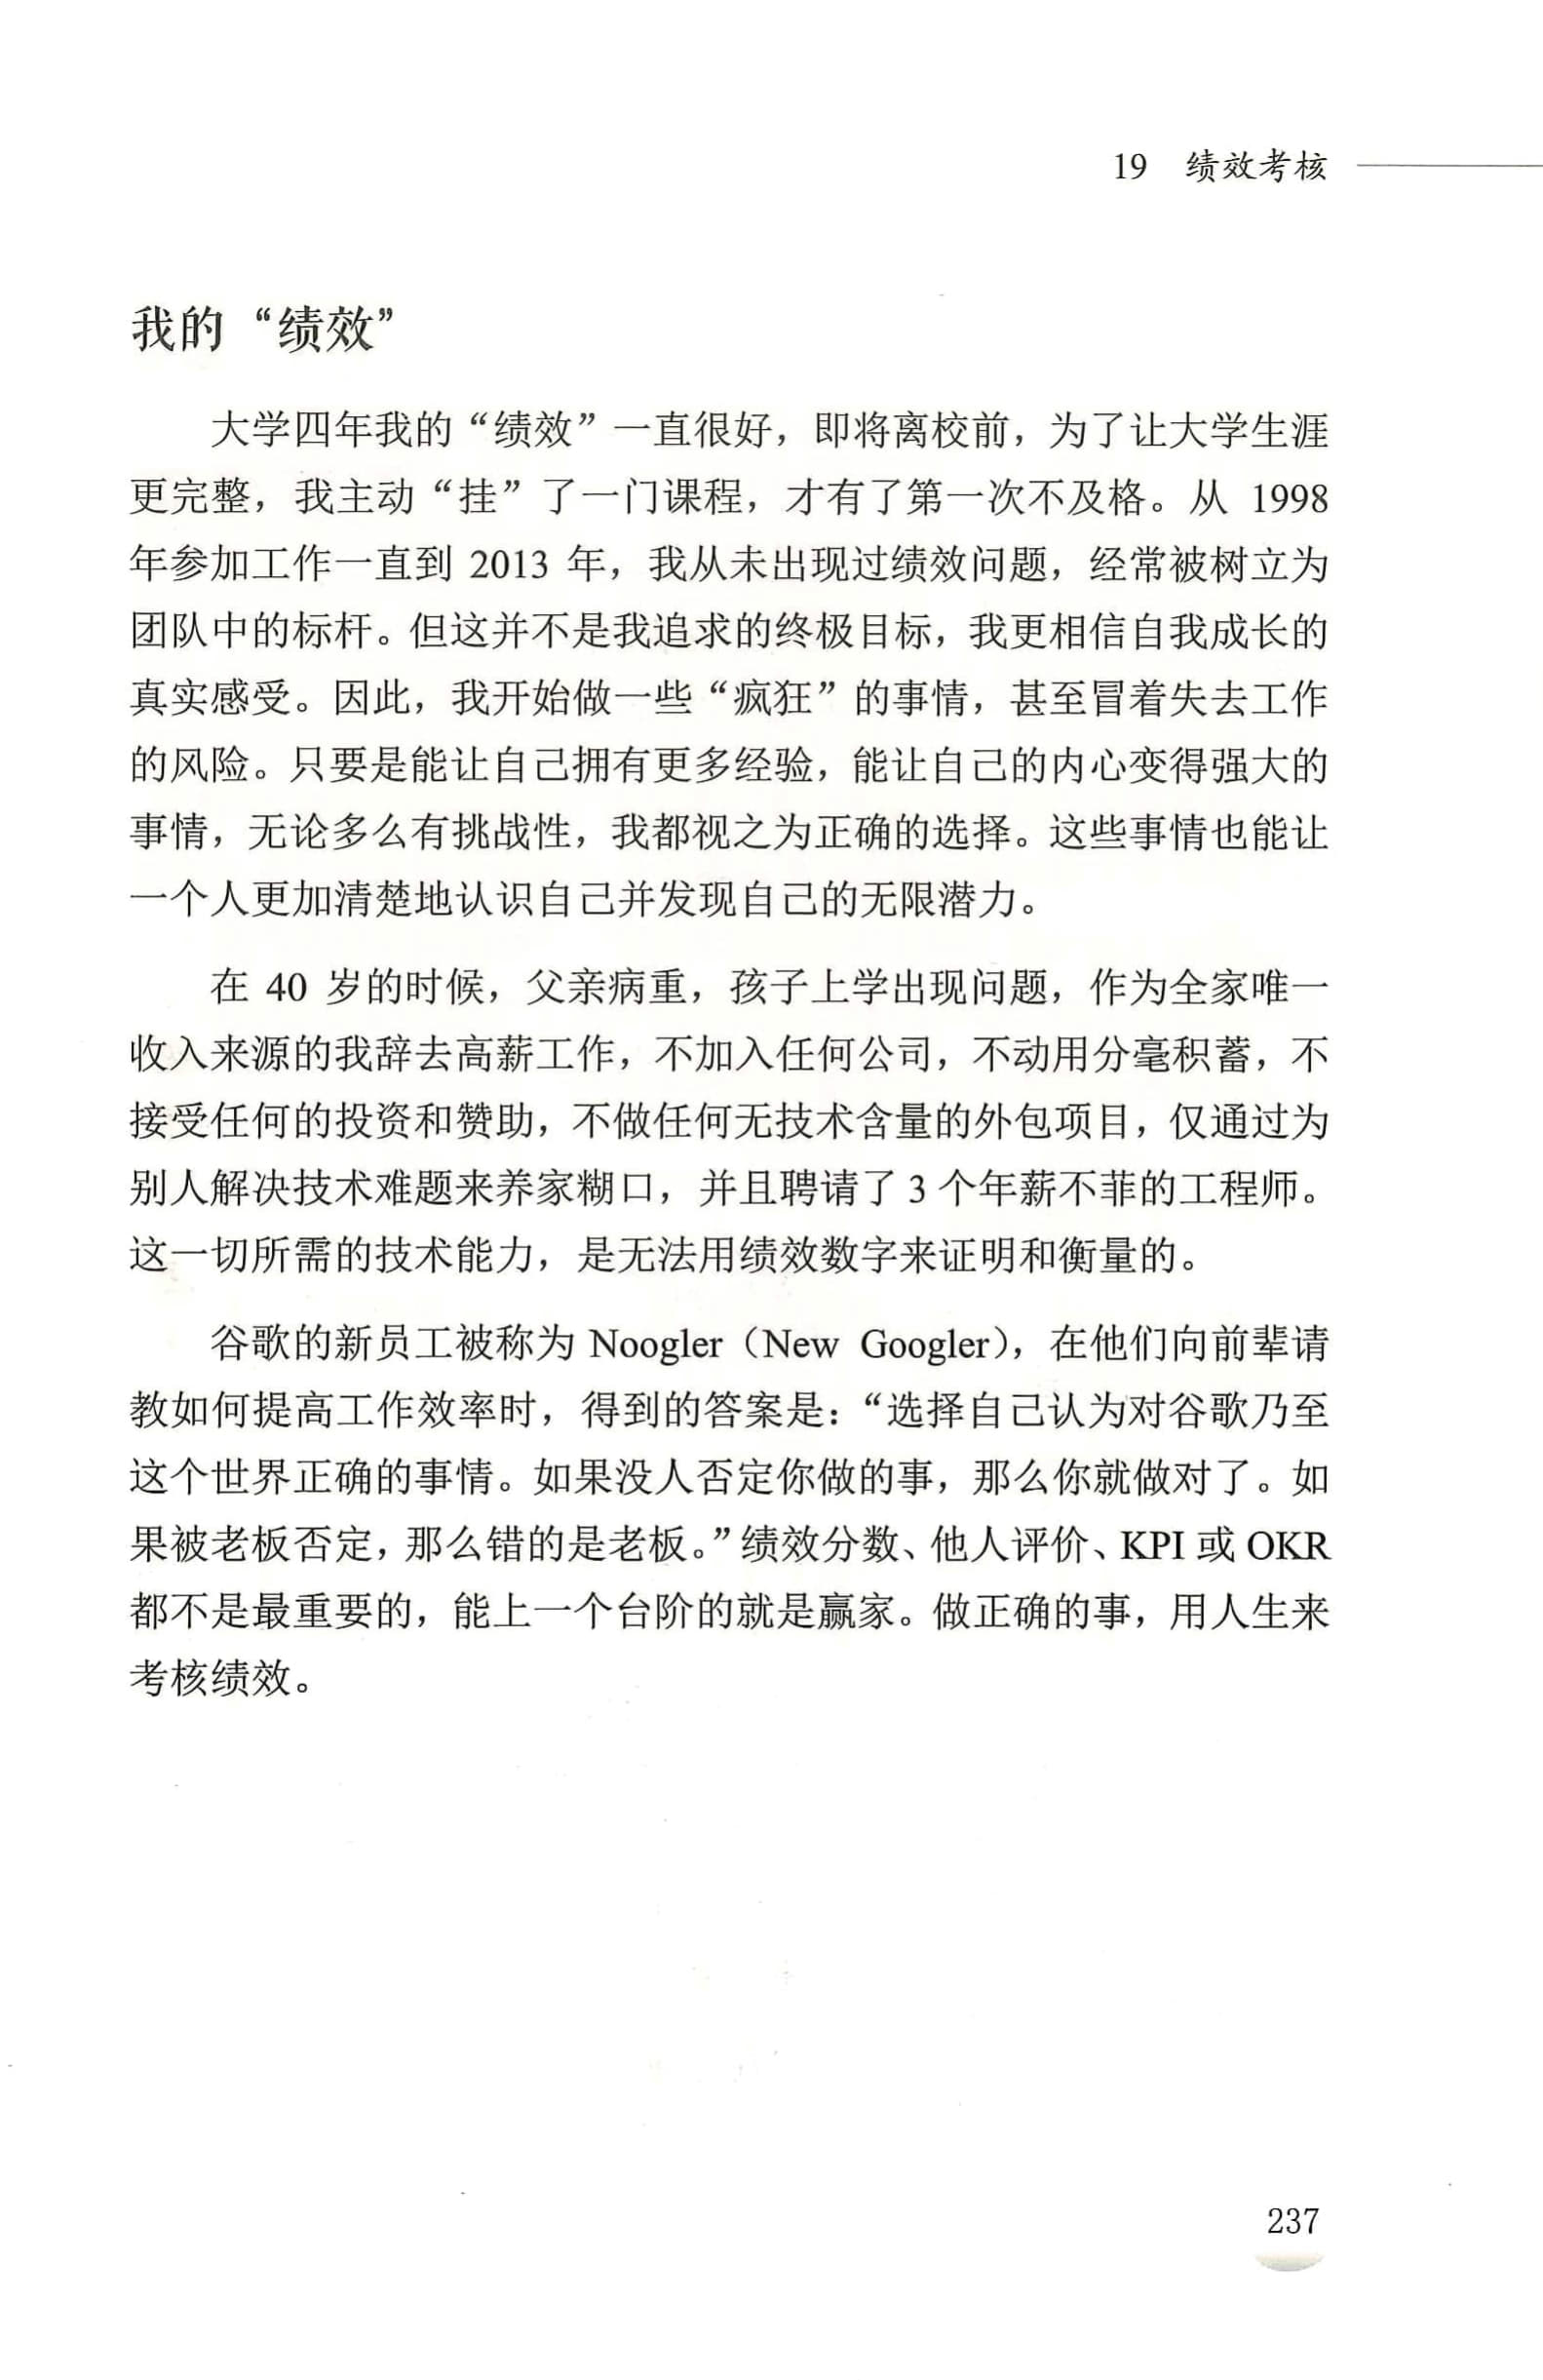 19 绩效考核
我的“绩效”
大学四年我的“绩效”一直很好，即将离校前，为了让大学生涯
更完整，我主动“挂”了一门课程，才有了第一次不及格。从 1998
年参加工作一直到 2013 年，我从未出现过绩效问题，经常被树立为
团队中的标杆。但这并不是我追求的终极目标，我更相信自我成长的
真实感受。因此，我开始做一些“疯狂”的事情，甚至冒着失去工作
的风险。只要是能让自己拥有更多经验，能让自己的内心变得强大的
事情，无论多么有挑战性，我都视之为正确的选择。这些事情也能让
一个人更加清楚地认识自己并发现自己的无限潜力。
在 40 岁的时候，父亲病重，孩子上学出现问题，作为全家唯一
收入来源的我辞去高薪工作，不加入任何公司，不动用分毫积蓄，不
接受任何的投资和赞助，不做任何无技术含量的外包项目，仅通过为
别人解决技术难题来养家糊口，并且聘请了 3 个年薪不菲的工程师。
这一切所需的技术能力，是无法用绩效数字来证明和衡量的。
谷歌的新员工被称为 Noogler（New Googler），在他们向前辈请
教如何提高工作效率时，得到的答案是：“选择自己认为对谷歌乃至
这个世界正确的事情。如果没人否定你做的事，那么你就做对了。如
果被老板否定，那么错的是老板。”绩效分数、他人评价、KPI 或 OKR
都不是最重要的，能上一个台阶的就是赢家。做正确的事，用人生来
考核绩效。
237